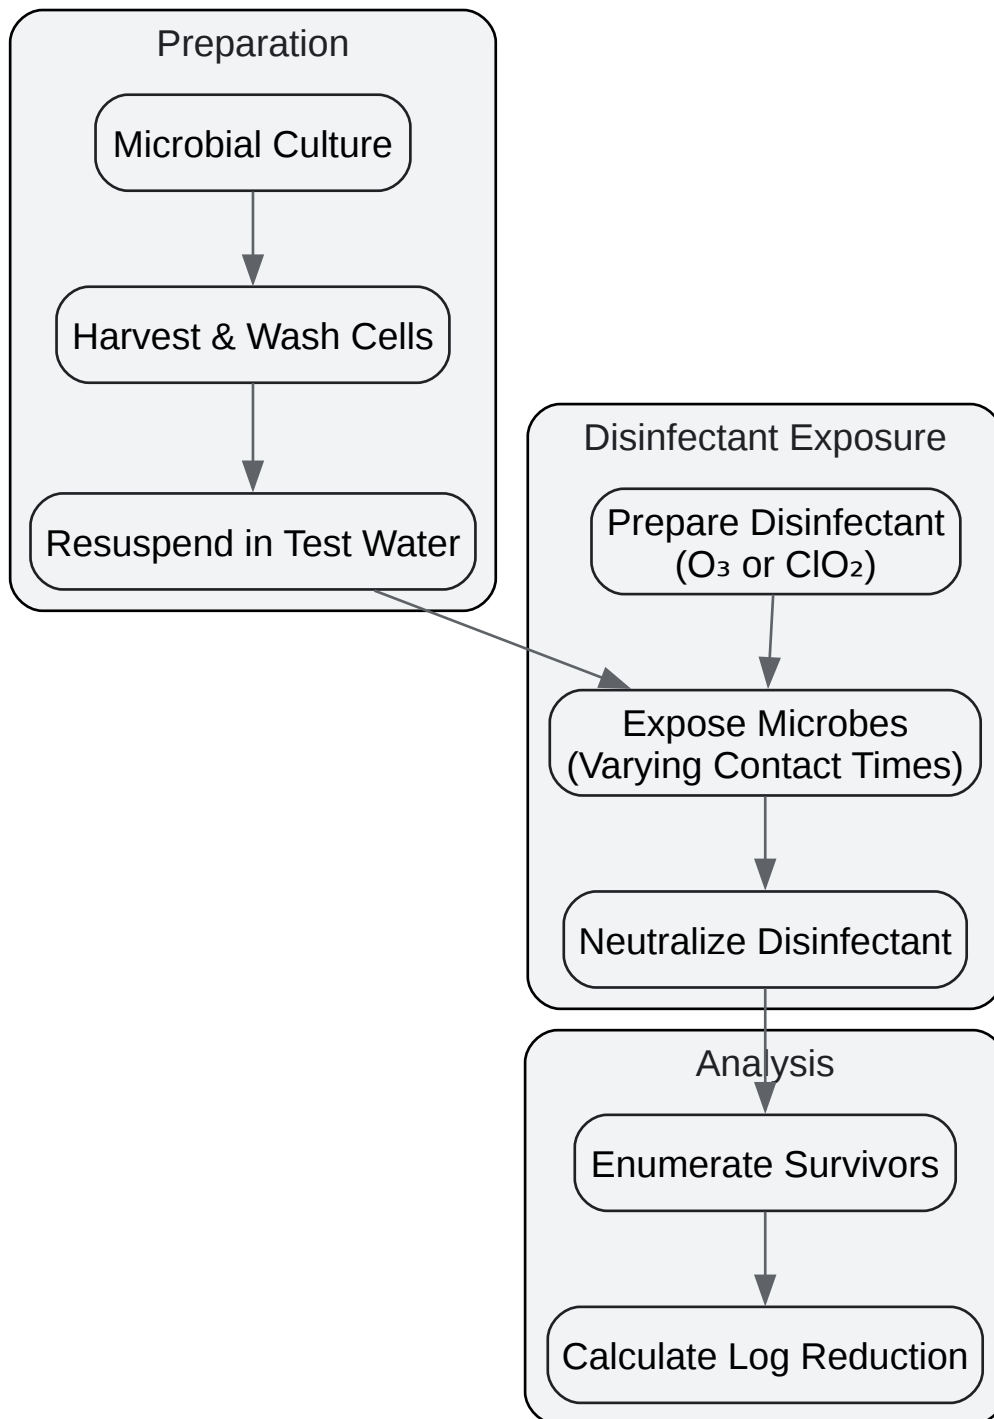 Preparation
Microbial Culture
Harvest & Wash Cells
Resuspend in Test Water
Disinfectant Exposure
Prepare Disinfectant
(O₃ or ClO₂)
Expose Microbes
(Varying Contact Times)
Neutralize Disinfectant
Analysis
Enumerate Survivors
Calculate Log Reduction